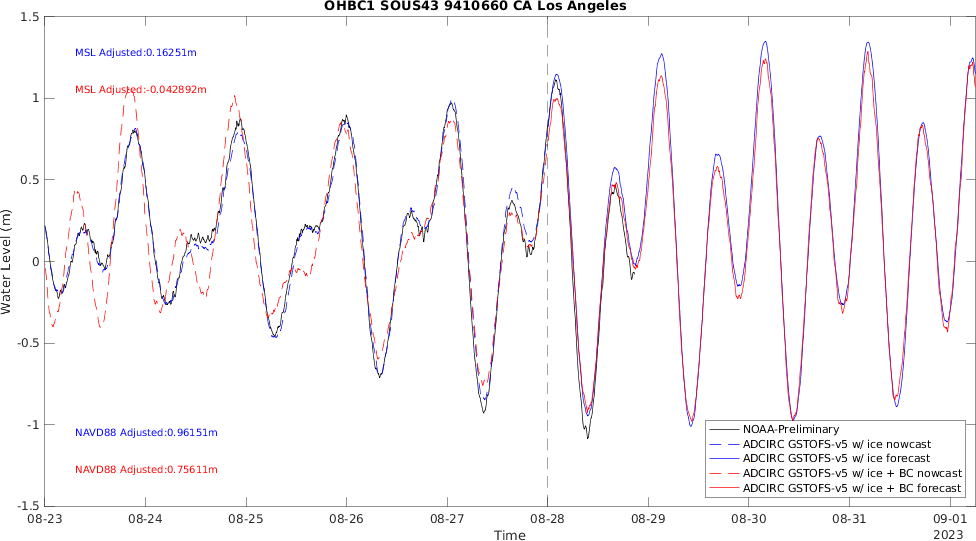 OHBC1 SOUS43 9410660 CA Los Angeles
1.5
1
0.5
0
-0.5
-1
-1.5
Water Level (m)
MSL Adjusted:0.16251m
MSL Adjusted:-0.042892m
NAVD88 Adjusted:0.96151m
NAVD88 Adjusted:0.75611m
NOAA-Preliminary
ADCIRC GSTOFS-v5 w/ ice nowcast
ADCIRC GSTOFS-v5 w/ ice forecast
ADCIRC GSTOFS-v5 w/ ice + BC nowcast
ADCIRC GSTOFS-v5 w/ ice + BC forecast
08-23 08-24 08-25 08-26 08-27 08-28 08-29 08-30 08-31 09-01
Time 2023